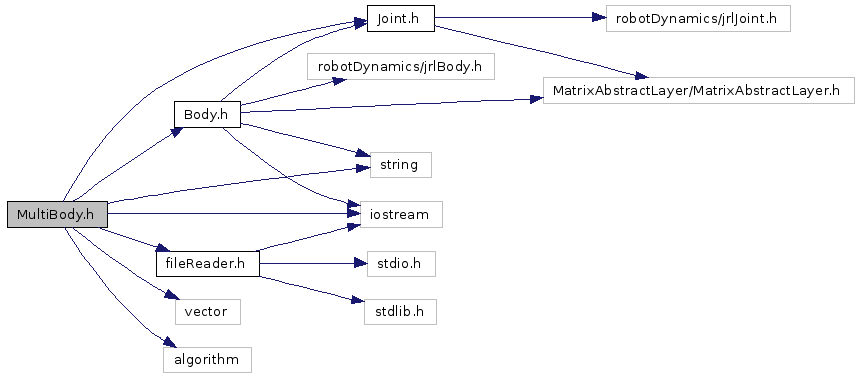 Joint.h
robotDynamics/jrlJoint.h
robotDynamics/jrlBody.h
MatrixAbstractLayer/MatrixAbstractLayer.h
Body.h
string
MultiBody.h
iostream
fileReader.h
stdio.h
vector
stdlib.h
algorithm